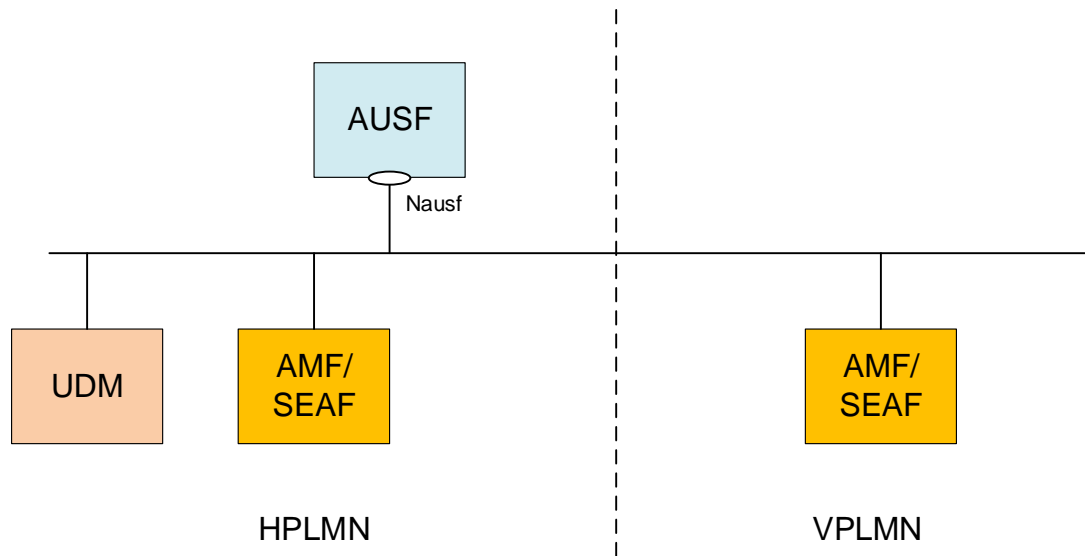 AUSF
Nausf
UDM
AMF/
SEAF
AMF/
SEAF
HPLMN
VPLMN